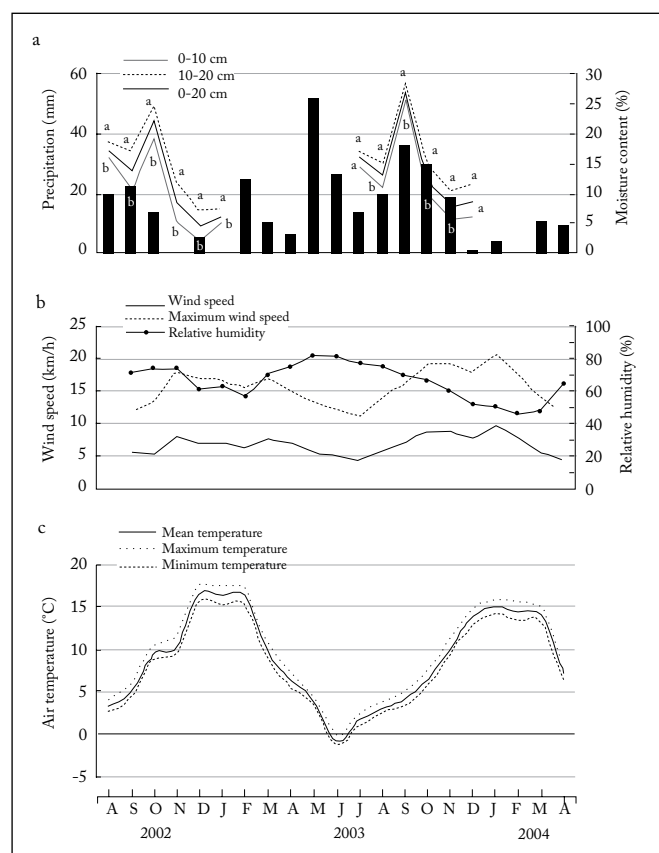 a
0-10 cm
10-20 cm
0-20 cm
Precipitation (mm)
60
40
20
0
Moisture content (%)
30
25
20
15
10
5
0
a a a a a a
b b b b b b
a a a a a a
b b b b b a
b
Wind speed
Maximum wind speed
Relative humidity
Wind speed (km/h)
25
20
15
10
5
0
Relative humidity (%)
100
80
60
40
20
0
c
Mean temperature
Maximum temperature
Minimum temperature
Air temperature (°C)
20
15
10
5
0
-5
A S O N D J F M A M J J A S O N D J F M A
2002 2003 2004